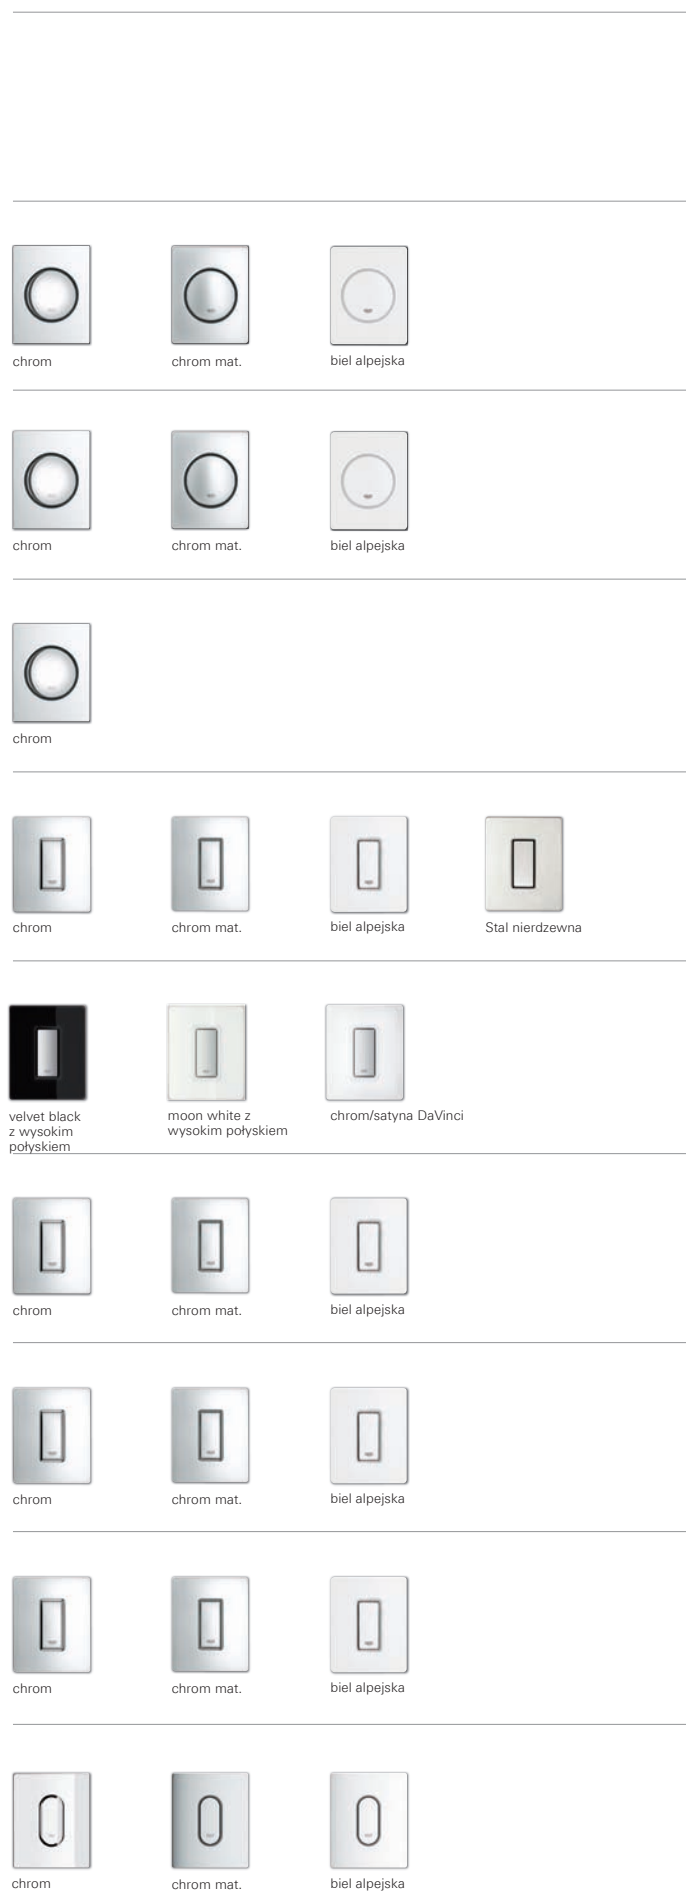 chrom
chrom mat.
biel alpejska
chrom
chrom mat.
biel alpejska
chrom
chrom
chrom mat.
biel alpejska
Stal nierdzewna
velvet black
z wysokim
połyskiem
moon white z
wysokim połyskiem
chrom/satyna DaVinci
chrom
chrom mat.
biel alpejska
chrom
chrom mat.
biel alpejska
chrom
chrom mat.
biel alpejska
chrom
chrom mat.
biel alpejska